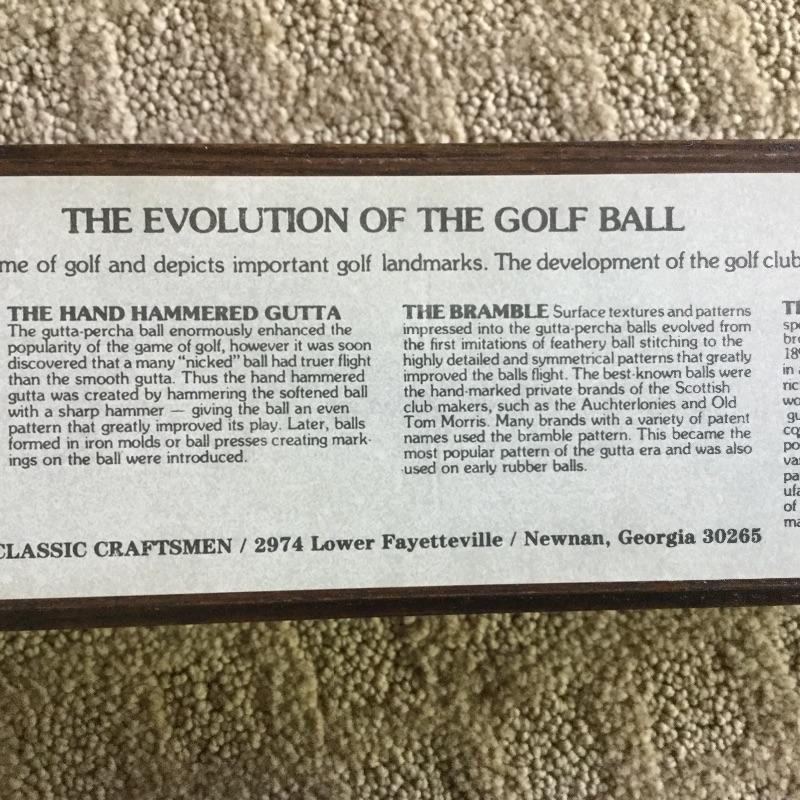 THE EVOLUTION OF THE GOLF BALL
me of golf and depicts important golf landmarks. The development of the golf club
THE HAND HAMMERED GUTTA
The gutta-percha ball enormously enhanced the
popularity of the game of golf, however it was soon
discovered that a many “nicked” ball had truer flight
than the smooth gutta. Thus the hand hammered
gutta was created by hammering the softened ball
with a sharp hammer — giving the ball an even
pattern that greatly improved its play. Later, balls
formed in iron molds or ball presses creating mark-
ings on the ball were introduced.
THE BRAMBLE Surface textures and patterns
impressed into the gutta-percha balls evolved from
the first imitations of feathery ball stitching to the
highly detailed and symmetrical patterns that greatly
improved the balls flight. The best-known balls were
the hand-marked private brands of the Scottish
club makers, such as the Auchterlonies and Old
Tom Morris. Many brands with a variety of patent
names used the bramble pattern. This became the
most popular pattern of the gutta era and was also
used on early rubber balls.
CLASSIC CRAFTSMEN / 2974 Lower Fayetteville / Newnan, Georgia 30265